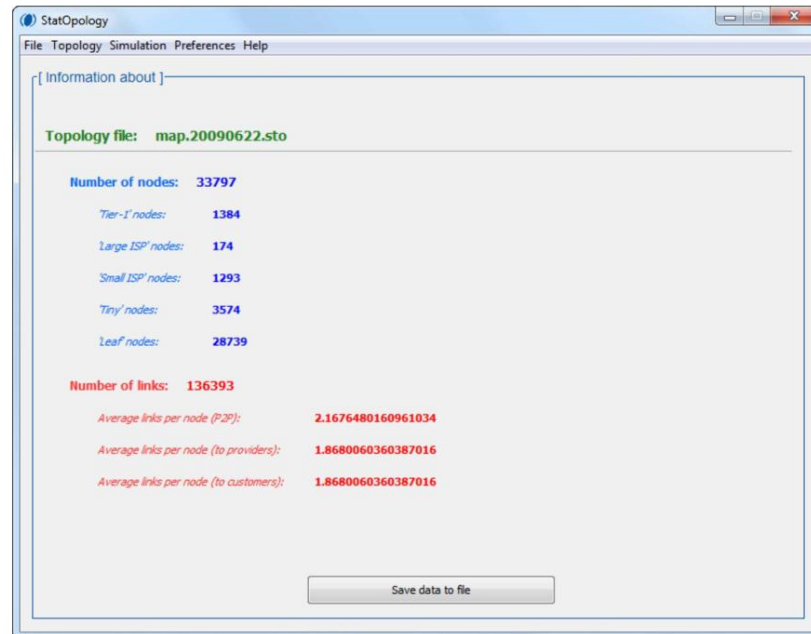 StatOpology
File Topology Simulation Preferences Help
[ Information about ]
Topology file: map.20090622.sto
Number of nodes: 33797
'Tier-1' nodes: 1384
'Large ISP' nodes: 174
'Small ISP' nodes: 1293
'Tiny' nodes: 3574
'Leaf' nodes: 28739
Number of links: 136393
Average links per node (P2P): 2.1676480160961034
Average links per node (to providers): 1.8680060360387016
Average links per node (to customers): 1.8680060360387016
Save data to file